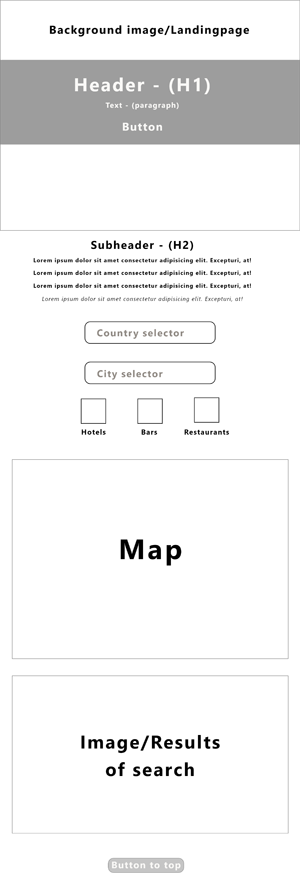 Background image/Landingpage
Header - (H1)
Text - (paragraph)
Button
Subheader - (H2)
Lorem ipsum dolor sit amet consectetur adipisicing elit. Excepturi, at!
Lorem ipsum dolor sit amet consectetur adipisicing elit. Excepturi, at!
Lorem ipsum dolor sit amet consectetur adipisicing elit. Excepturi, at!
Lorem ipsum dolor sit amet consectetur adipisicing elit. Excepturi, at!
Country selector
City selector
Hotels Bars Restaurants
Map
Image/Results
of search
Button to top